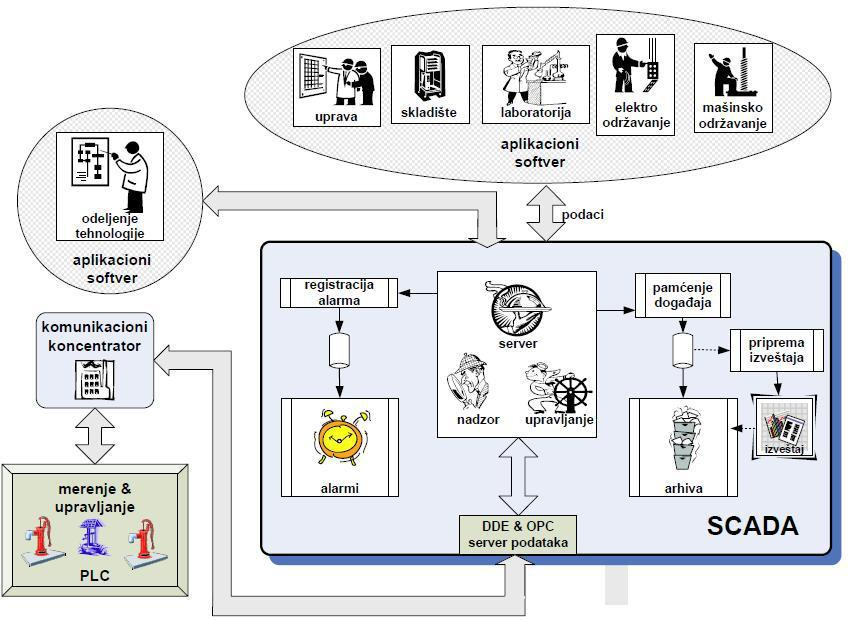 uprava
skladište
laboratorija
elektro
održavanje
mašinsko
održavanje
aplikacioni
softver
odeljenje
tehnologije
aplikacioni
softver
podaci
registracija
alarma
server
nadzor
upravljanje
pamćenje
događaja
priprema
izveštaja
alarmi
arhiva
izveštaj
komunikacioni
koncentrator
merenje &
upravljanje
PLC
DDE & OPC
server podataka
SCADA